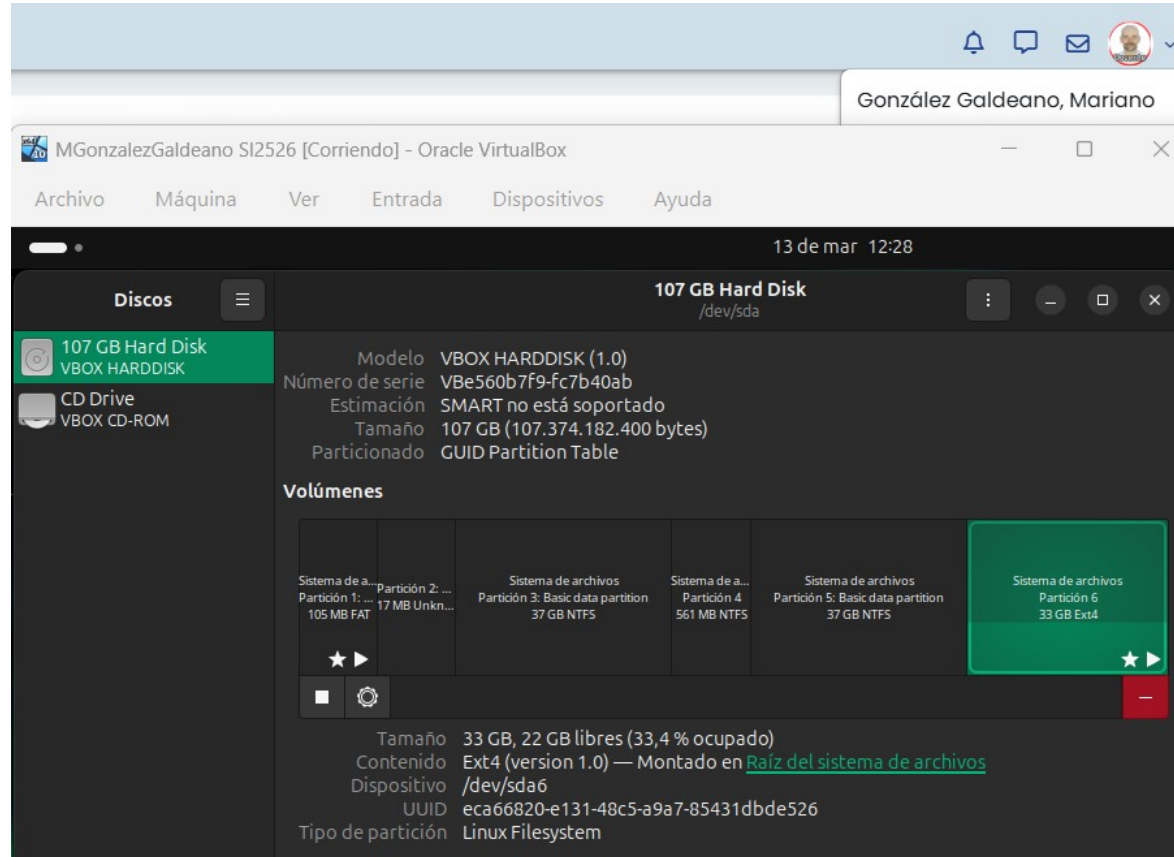 González Galdeano, Mariano
MGonzalezGaldeano SI2526 [Corriendo] - Oracle VirtualBox
Archivo Máquina Ver Entrada Dispositivos Ayuda
13 de mar 12:28
Discos
107 GB Hard Disk
/dev/sda
107 GB Hard Disk
VBOX HARDDISK
CD Drive
VBOX CD-ROM
Modelo VBOX HARDDISK (1.0)
Número de serie VBe560b7f9-fc7b40ab
Estimación SMART no está soportado
Tamaño 107 GB (107.374.182.400 bytes)
Particionado GUID Partition Table
Volúmenes
Sistema de a...
Partición 1: ...
105 MB FAT
Partición 2: ...
17 MB Unkn...
Sistema de archivos
Partición 3: Basic data partition
37 GB NTFS
Sistema de a...
Partición 4
561 MB NTFS
Sistema de archivos
Partición 5: Basic data partition
37 GB NTFS
Sistema de archivos
Partición 6
33 GB Ext4
Tamaño 33 GB, 22 GB libres (33,4 % ocupado)
Contenido Ext4 (version 1.0) — Montado en Raíz del sistema de archivos
Dispositivo /dev/sda6
UUID eca66820-e131-48c5-a9a7-85431dbde526
Tipo de partición Linux Filesystem